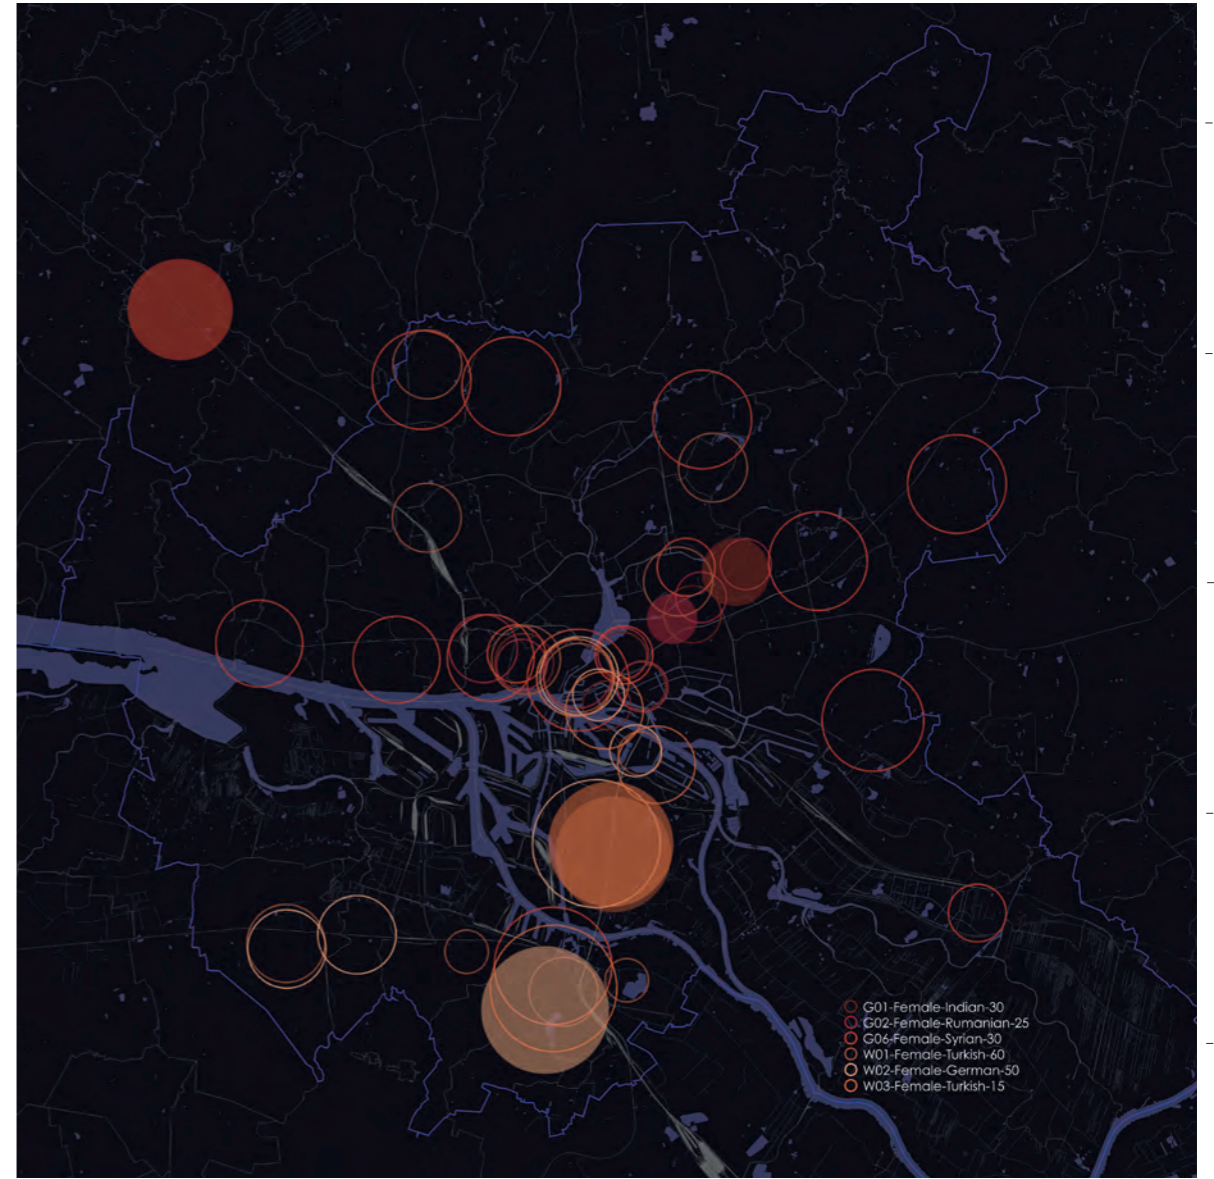 G01-Female-Indian-30
G02-Female-Rumanian-25
G06-Female-Syrian-30
W01-Female-Turkish-60
W02-Female-German-50
W03-Female-Turkish-15